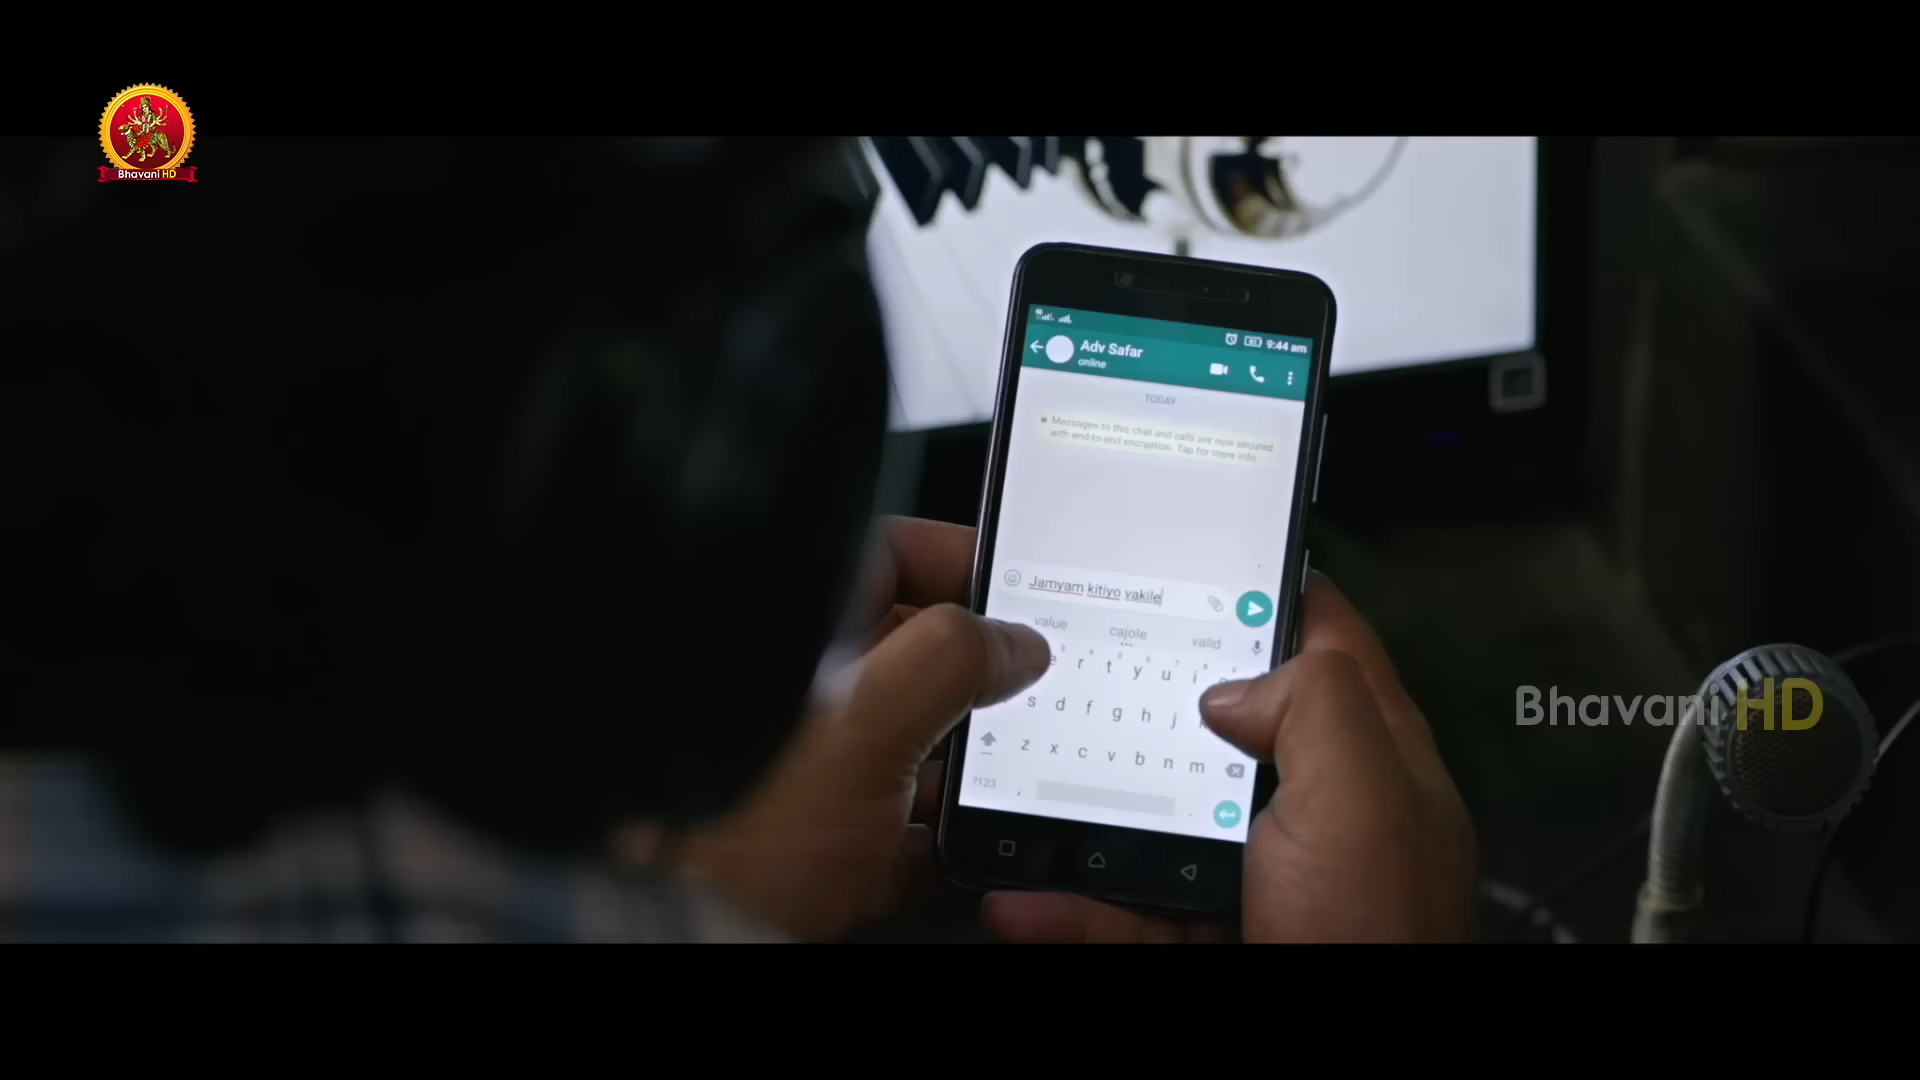 Bhavani HD
9:44 am
Adv Safar
online
TODAY
Messages to this chat and calls are now secured
with end-to-end encryption. Tap for more info.
Jamyam kitiyo vakile
value cajole valid
e r t y u i
s d f g h j
z x c v b n m
?123
Bhavani HD